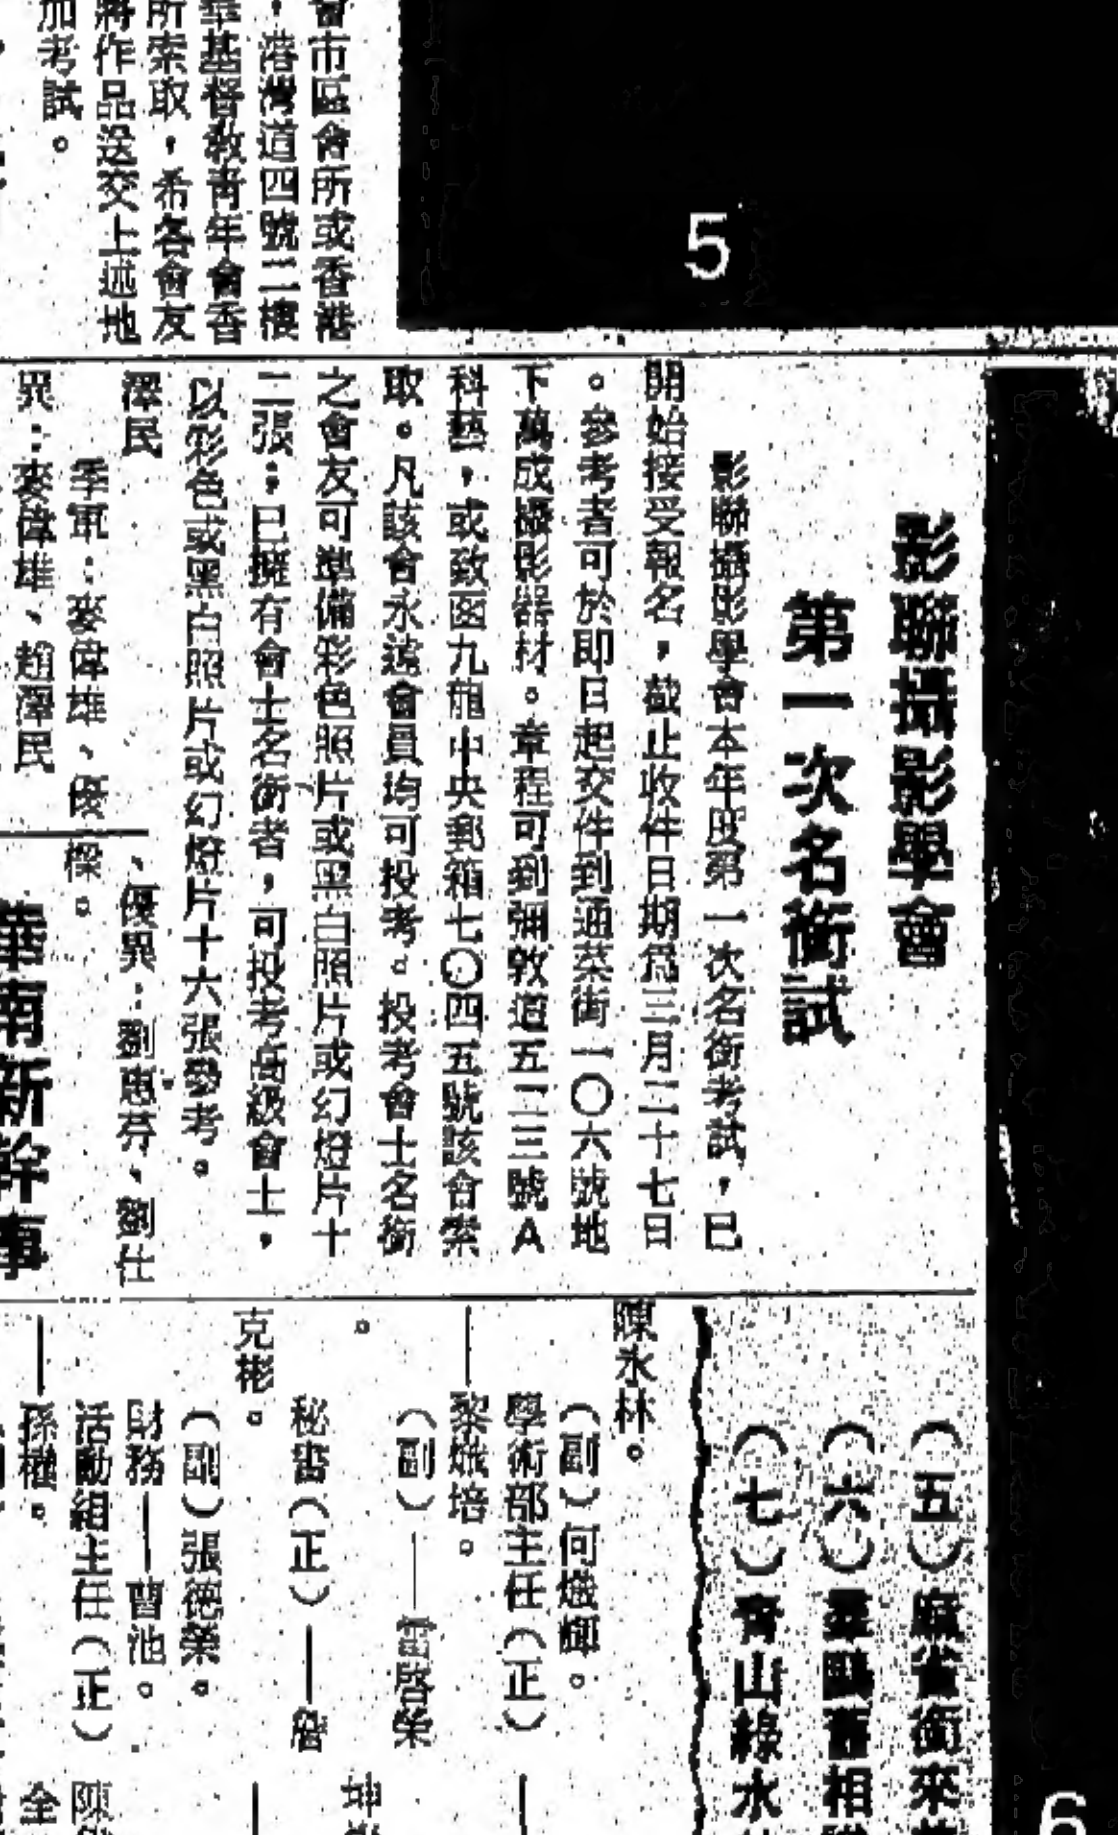 會市區會所或香港
，港灣道四號二樓
華基督教青年會香
所索取，希各會友
將作品送交上述地
加考試。
5
影聯攝影學會
第一次名銜試
影聯攝影學會本年度第一次名銜考試，已
開始接受報名，截止收件日期爲三月二十七日
。參考者可於即日起交件到通菜街一〇六號地
下萬成攝影器材。章程可到彌敦道五二三號A
科藝，或致函九龍中央郵箱七〇四五號該會索
取。凡該會永遠會員均可投考。投考會士名銜
之會友可準備彩色照片或黑白照片或幻燈片十
二張；已擁有會士名銜者，可投考高級會士，
以彩色或黑白照片或幻燈片十六張參考。
澤民
季軍：麥偉雄、優
異：麥偉雄、趙澤民
、優異：劉惠芬、劉仕
樑。
華南新幹事
（五）麻雀街來
（六）舊相
（七）青山綠水
陳永林。
（副）何熾輝。
學術部主任（正）
——黎熾培。
（副）——雷啓榮
。
秘書（正）——詹
克彬。
（副）張德榮。
財務——曹池。
活動組主任（正）
——孫權。
坤
陳
全
6